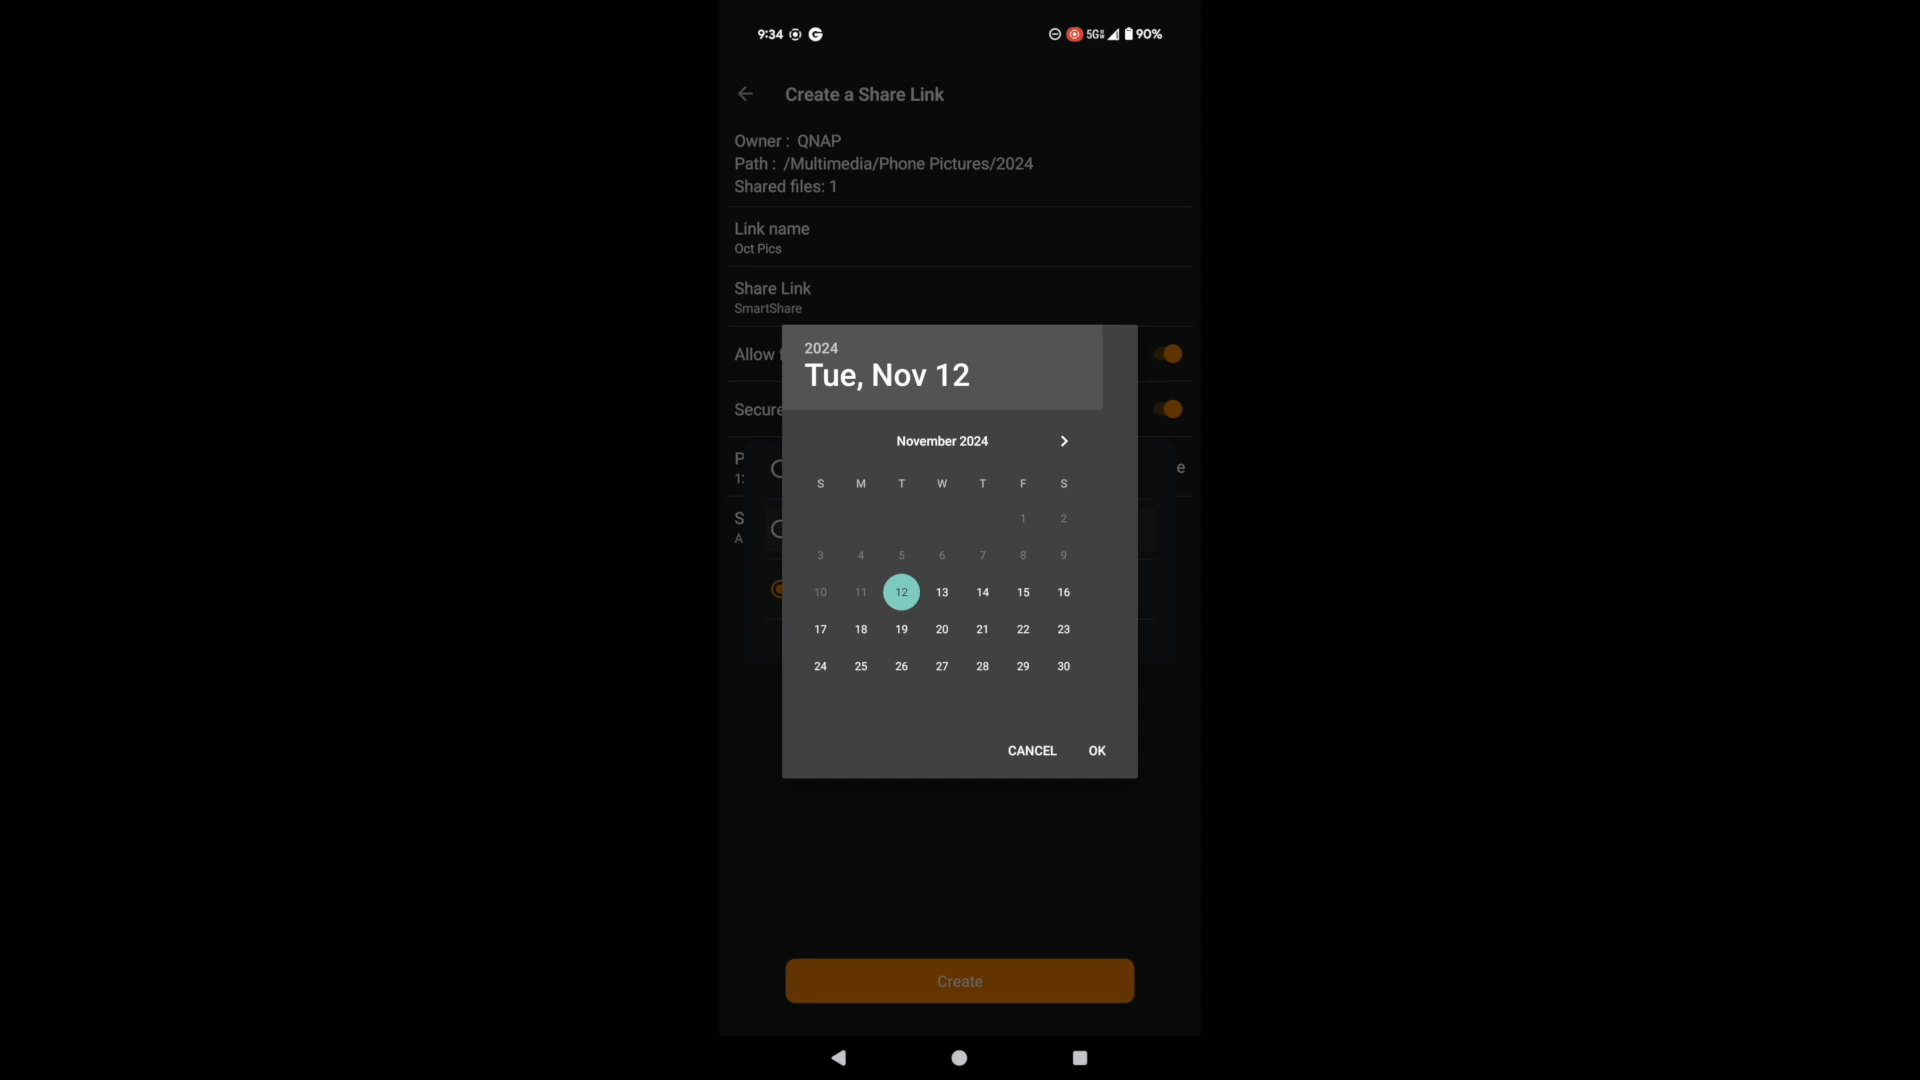 9:34 5G 90%
Create a Share Link
Owner : QNAP
Path : /Multimedia/Phone Pictures/2024
Shared files: 1
Link name
Oct Pics
Share Link
SmartShare
Allow
Secure
2024
Tue, Nov 12
November 2024
S M T W T F S
1 2
3 4 5 6 7 8 9
10 11 12 13 14 15 16
17 18 19 20 21 22 23
24 25 26 27 28 29 30
CANCEL OK
Create